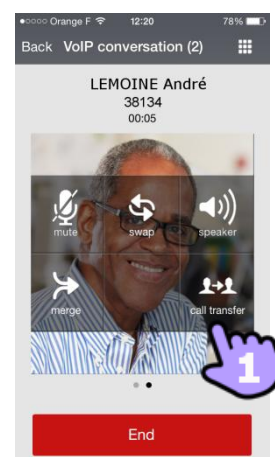 Orange F 12:20 78%
Back VoIP conversation (2)
LEMOINE André
38134
00:05
mute swap speaker
merge call transfer
1
End